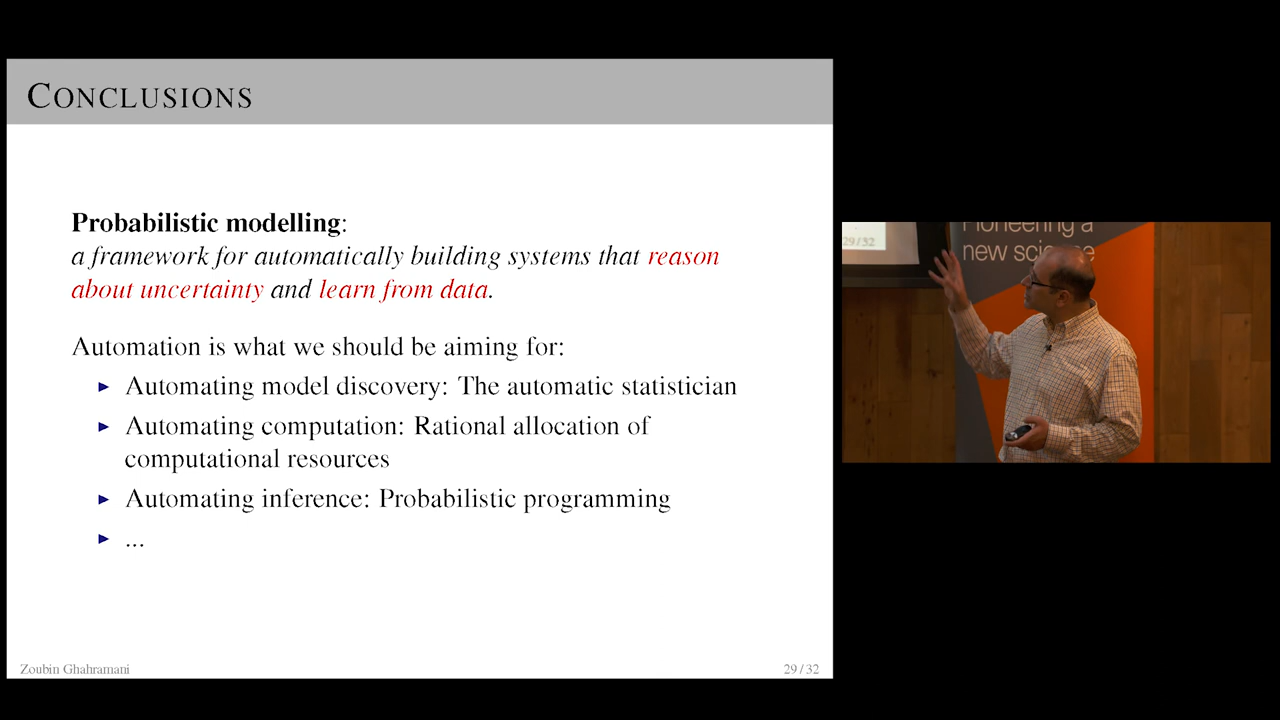 CONCLUSIONS
Probabilistic modelling:
a framework for automatically building systems that reason
about uncertainty and learn from data.
Automation is what we should be aiming for:
► Automating model discovery: The automatic statistician
► Automating computation: Rational allocation of
computational resources
► Automating inference: Probabilistic programming
► ...
Zoubin Ghahramani
29 / 32
29/32
Pioneering a
new science